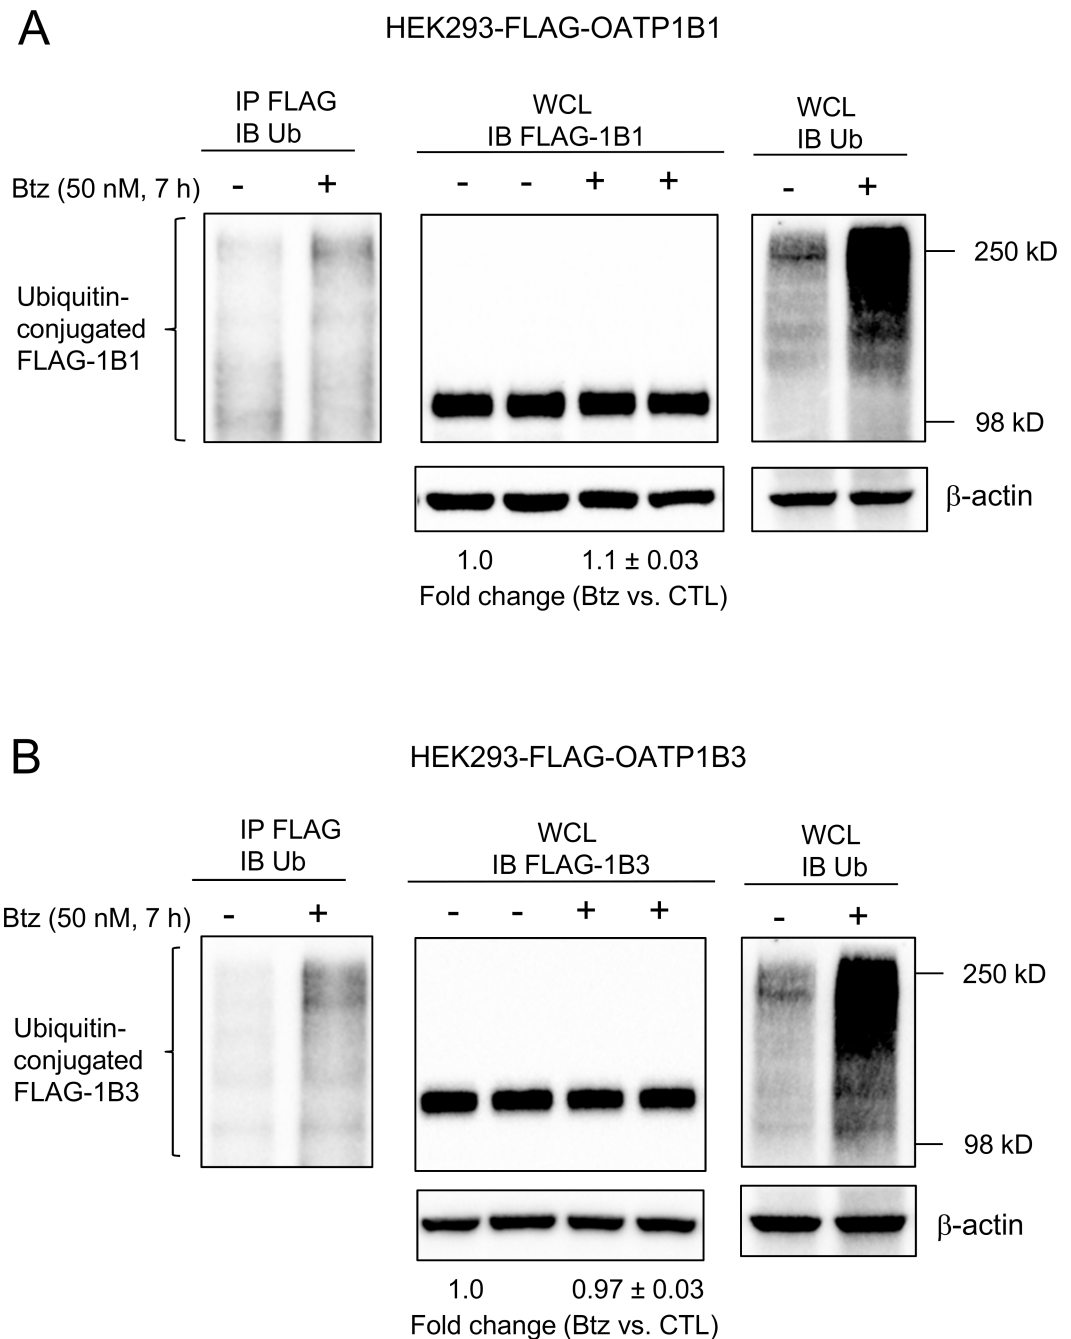 A
HEK293-FLAG-OATP1B1
IP FLAG
IB Ub
WCL
IB FLAG-1B1
WCL
IB Ub
Btz (50 nM, 7 h)
- +
- - + +
- +
Ubiquitin-
conjugated
FLAG-1B1
250 kD
98 kD
β-actin
1.0 1.1 ± 0.03
Fold change (Btz vs. CTL)
B
HEK293-FLAG-OATP1B3
IP FLAG
IB Ub
WCL
IB FLAG-1B3
WCL
IB Ub
Btz (50 nM, 7 h)
- +
- - + +
- +
Ubiquitin-
conjugated
FLAG-1B3
250 kD
98 kD
β-actin
1.0 0.97 ± 0.03
Fold change (Btz vs. CTL)